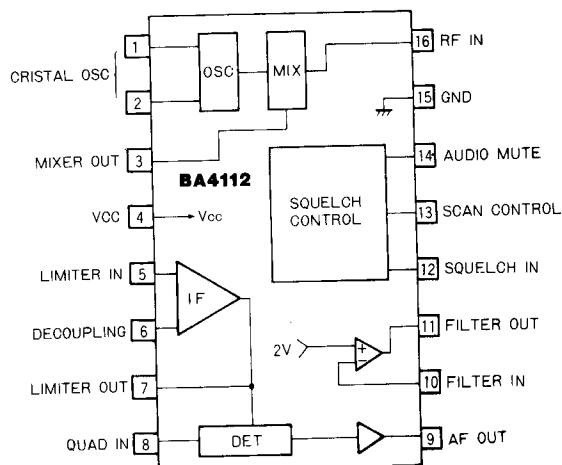 1
CRISTAL OSC
2
OSC
MIX
16 RF IN
15 GND
MIXER OUT 3
BA4112
14 AUDIO MUTE
SQUELCH
CONTROL
VCC 4
Vcc
13 SCAN CONTROL
LIMITER IN 5
12 SQUELCH IN
IF
DECOUPLING 6
11 FILTER OUT
2V
+
−
LIMITER OUT 7
10 FILTER IN
QUAD IN 8
DET
9 AF OUT